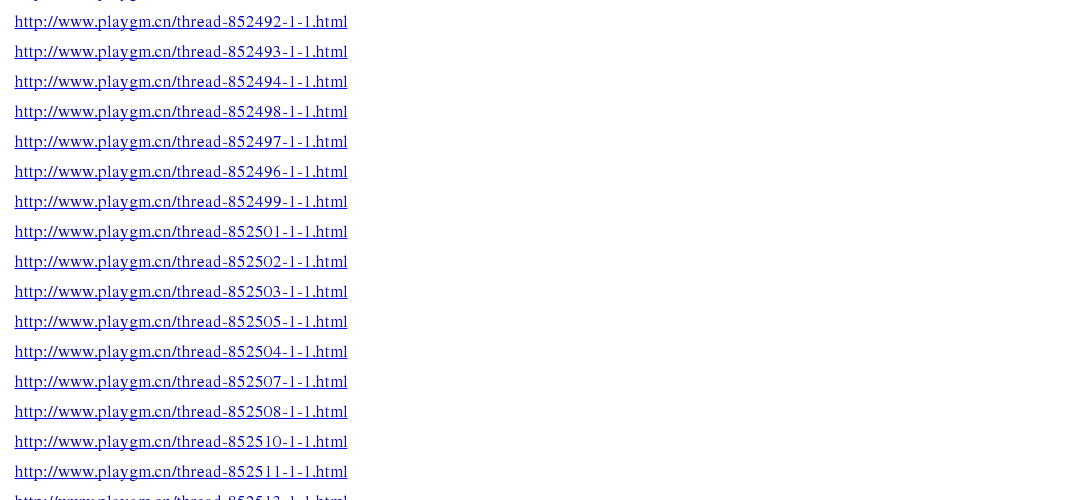 http://www.playgm.cn/thread-852492-1-1.html
http://www.playgm.cn/thread-852493-1-1.html
http://www.playgm.cn/thread-852494-1-1.html
http://www.playgm.cn/thread-852498-1-1.html
http://www.playgm.cn/thread-852497-1-1.html
http://www.playgm.cn/thread-852496-1-1.html
http://www.playgm.cn/thread-852499-1-1.html
http://www.playgm.cn/thread-852501-1-1.html
http://www.playgm.cn/thread-852502-1-1.html
http://www.playgm.cn/thread-852503-1-1.html
http://www.playgm.cn/thread-852505-1-1.html
http://www.playgm.cn/thread-852504-1-1.html
http://www.playgm.cn/thread-852507-1-1.html
http://www.playgm.cn/thread-852508-1-1.html
http://www.playgm.cn/thread-852510-1-1.html
http://www.playgm.cn/thread-852511-1-1.html